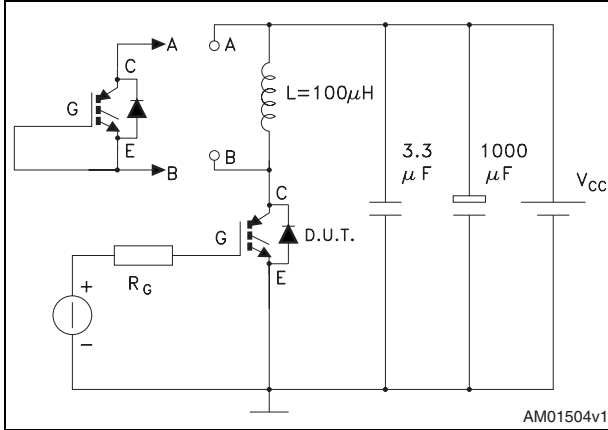 A
A
C
G
E
B
L=100μH
B
C
G
D.U.T.
E
RG
+
−
3.3
μF
1000
μF
VCC
AM01504v1